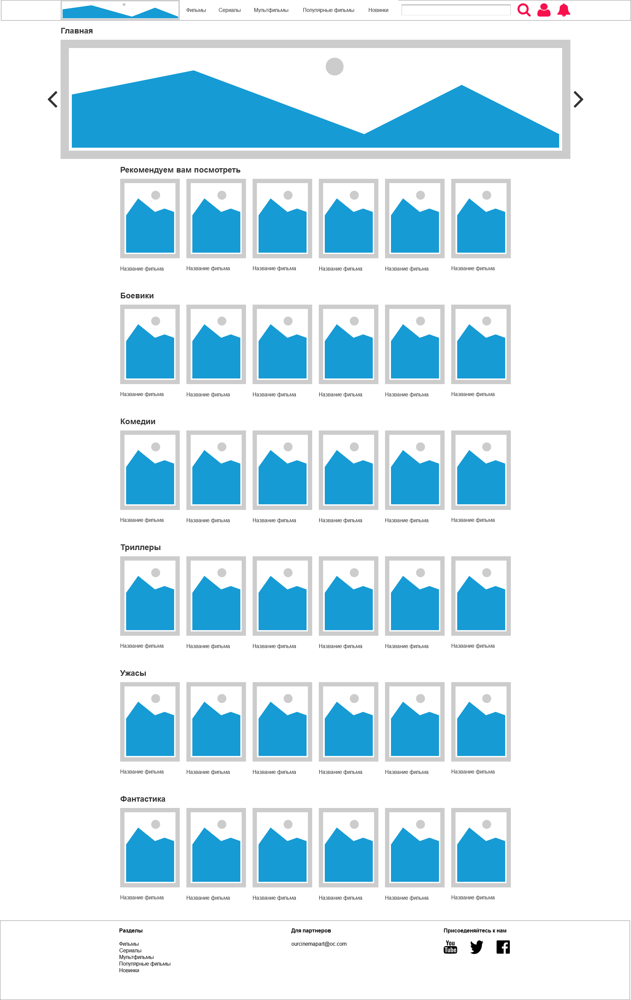 Фильмы Сериалы Мультфильмы Популярные фильмы Новинки
Главная
Рекомендуем вам посмотреть
Название фильма Название фильма Название фильма Название фильма Название фильма Название фильма
Боевики
Название фильма Название фильма Название фильма Название фильма Название фильма Название фильма
Комедии
Название фильма Название фильма Название фильма Название фильма Название фильма Название фильма
Триллеры
Название фильма Название фильма Название фильма Название фильма Название фильма Название фильма
Ужасы
Название фильма Название фильма Название фильма Название фильма Название фильма Название фильма
Фантастика
Название фильма Название фильма Название фильма Название фильма Название фильма Название фильма
Разделы
Фильмы
Сериалы
Мультфильмы
Популярные фильмы
Новинки
Для партнеров
ourcinemapart@oc.com
Присоеденяйтесь к нам
You
Tube